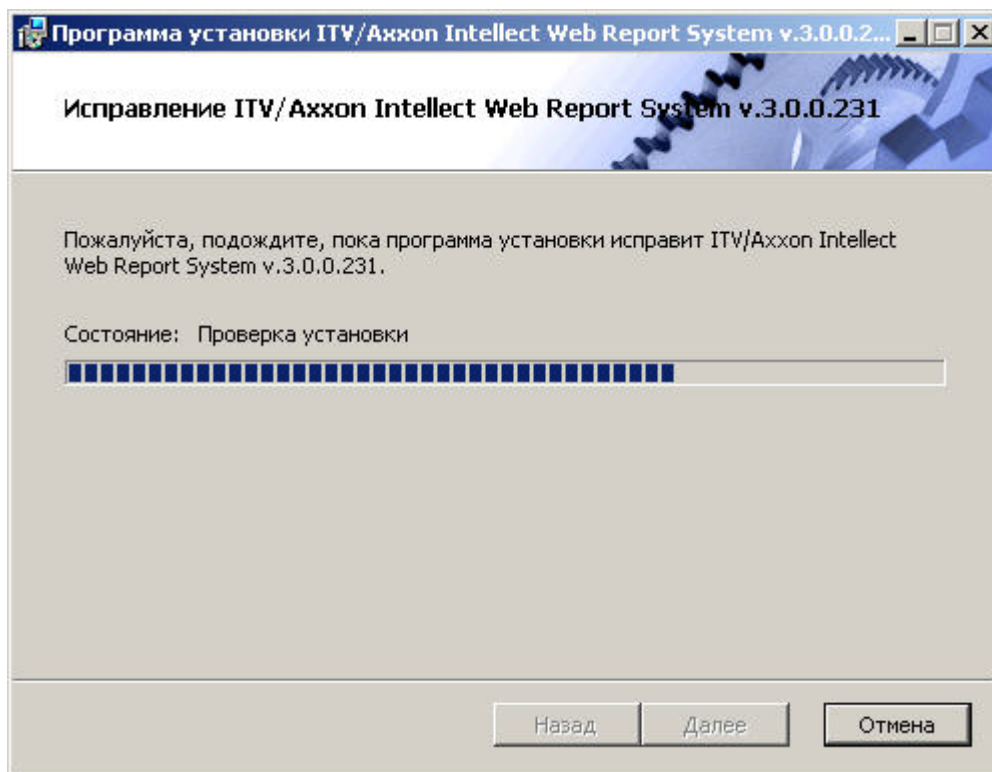 Программа установки ITV/Axxon Intellect Web Report System v.3.0.0.2...
Исправление ITV/Axxon Intellect Web Report System v.3.0.0.231
Пожалуйста, подождите, пока программа установки исправит ITV/Axxon Intellect
Web Report System v.3.0.0.231.
Состояние: Проверка установки
Назад Далее Отмена